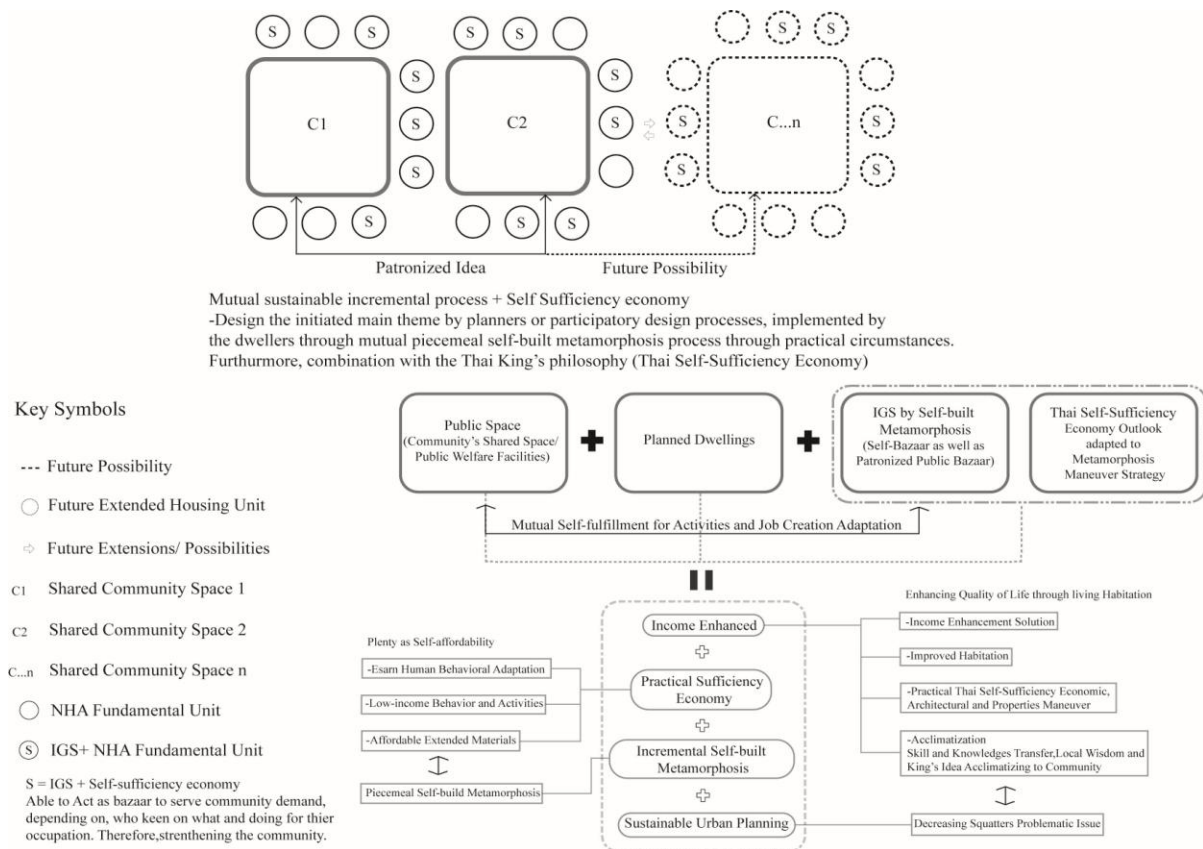 S
S
S
S
S
S
S
C1
S
C2
S
C...n
S
S
S
S
S
S
S
S
S
Patronized Idea
Future Possibility
Mutual sustainable incremental process + Self Sufficiency economy
-Design the initiated main theme by planners or participatory design processes, implemented by
the dwellers through mutual piecemeal self-built metamorphosis process through practical circumstances.
Furthmore, combination with the Thai King's philosophy (Thai Self-Sufficiency Economy)
Key Symbols
Future Possibility
Future Extended Housing Unit
Future Extensions/ Possibilities
C1 Shared Community Space 1
C2 Shared Community Space 2
C...n Shared Community Space n
NHA Fundamental Unit
S IGS+ NHA Fundamental Unit
S = IGS + Self-sufficiency economy
Able to Act as bazaar to serve community demand,
depending on, who keen on what and doing for thier
occupation. Therefore,strenthening the community.
Public Space
(Community's Shared Space/
Public Welfare Facilities)
Planned Dwellings
IGS by Self-built
Metamorphosis
(Self-Bazaar as well as
Patronized Public Bazaar)
Thai Self-Sufficiency
Economy Outlook
adapted to
Metamorphosis
Maneuver Strategy
Mutual Self-fulfillment for Activities and Job Creation Adaptation
Plenty as Self-affordability
-Esarn Human Behavioral Adaptation
-Low-income Behavior and Activities
-Affordable Extended Materials
Piecemeal Self-build Metamorphosis
Income Enhanced
Practical Sufficiency
Economy
Incremental Self-built
Metamorphosis
Sustainable Urban Planning
Enhancing Quality of Life through living Habitation
-Income Enhancement Solution
-Improved Habitation
-Practical Thai Self-Sufficiency Economic,
Architectural and Properties Maneuver
-Acclimatization
Skill and Knowledges Transfer,Local Wisdom and
King's Idea Acclimatizing to Community
Decreasing Squatters Problematic Issue